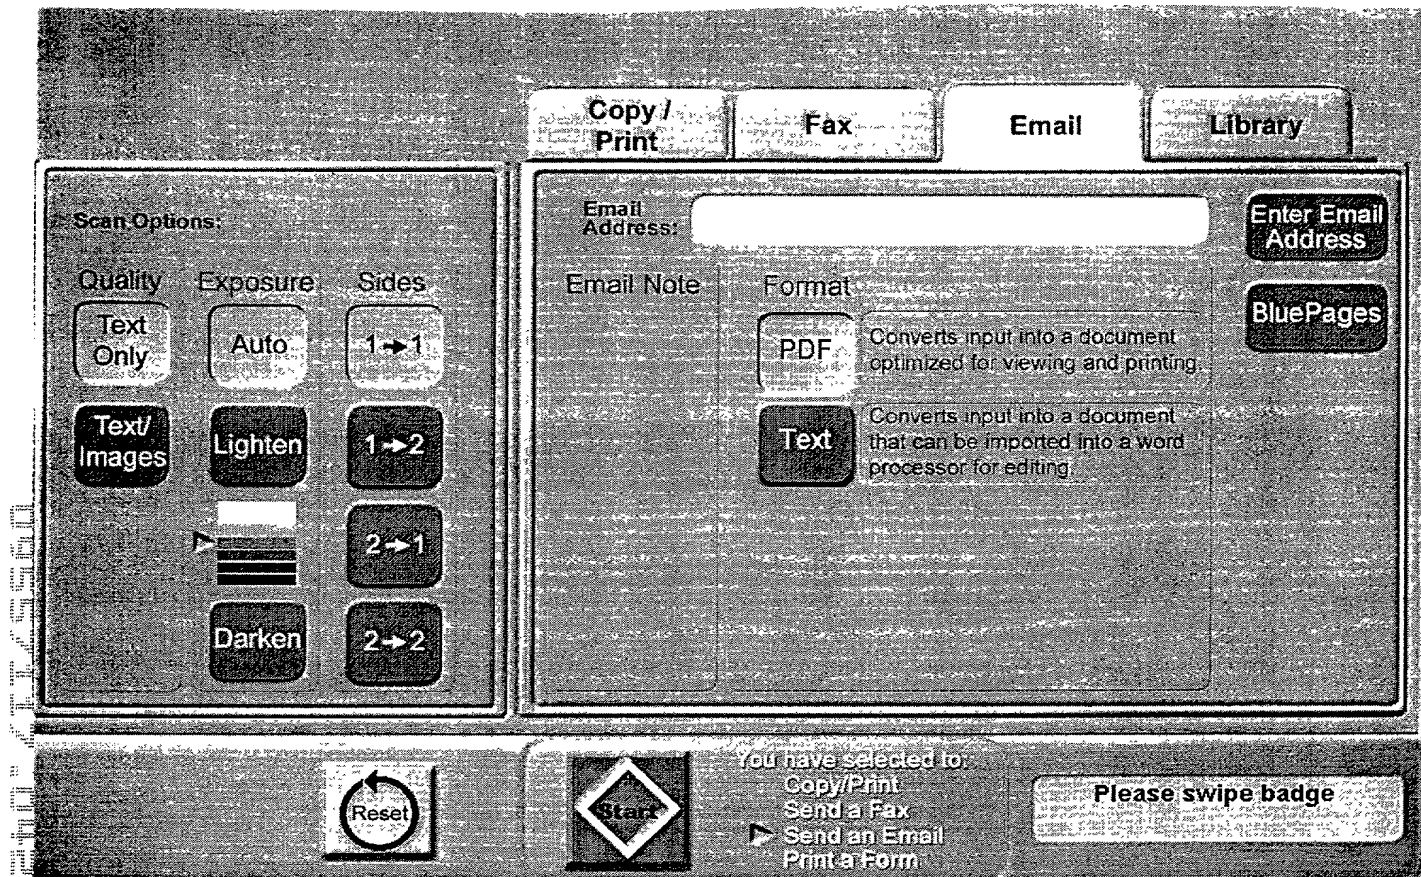 Copy /
Print
Fax
Email
Library
Scan Options:
Quality
Exposure
Sides
Text
Only
Auto
1→1
Text/
Images
Lighten
1→2
2→1
Darken
2→2
Email
Address:
Enter Email
Address
Email Note
Format
BluePages
PDF
Converts input into a document
optimized for viewing and printing.
Text
Converts input into a document
that can be imported into a word
processor for editing.
Reset
Start
You have selected to:
Copy/Print
Send a Fax
Send an Email
Print a Form
Please swipe badge